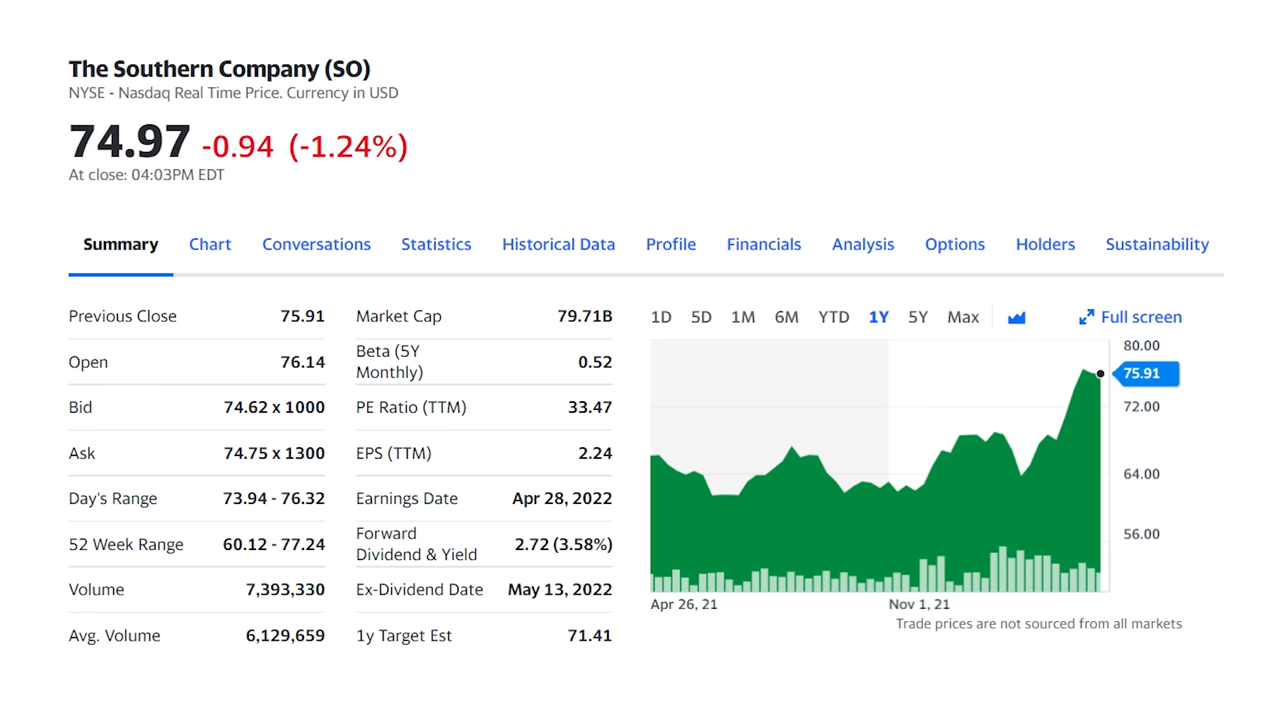 The Southern Company (SO)
NYSE - Nasdaq Real Time Price. Currency in USD
74.97 -0.94 (-1.24%)
At close: 04:03PM EDT
Summary Chart Conversations Statistics Historical Data Profile Financials Analysis Options Holders Sustainability
Previous Close 75.91
Open 76.14
Bid 74.62 x 1000
Ask 74.75 x 1300
Day's Range 73.94 - 76.32
52 Week Range 60.12 - 77.24
Volume 7,393,330
Avg. Volume 6,129,659
Market Cap 79.71B
Beta (5Y
Monthly) 0.52
PE Ratio (TTM) 33.47
EPS (TTM) 2.24
Earnings Date Apr 28, 2022
Forward
Dividend & Yield 2.72 (3.58%)
Ex-Dividend Date May 13, 2022
1y Target Est 71.41
1D 5D 1M 6M YTD 1Y 5Y Max Full screen
80.00
75.91
72.00
64.00
56.00
Apr 26, 21 Nov 1, 21
Trade prices are not sourced from all markets